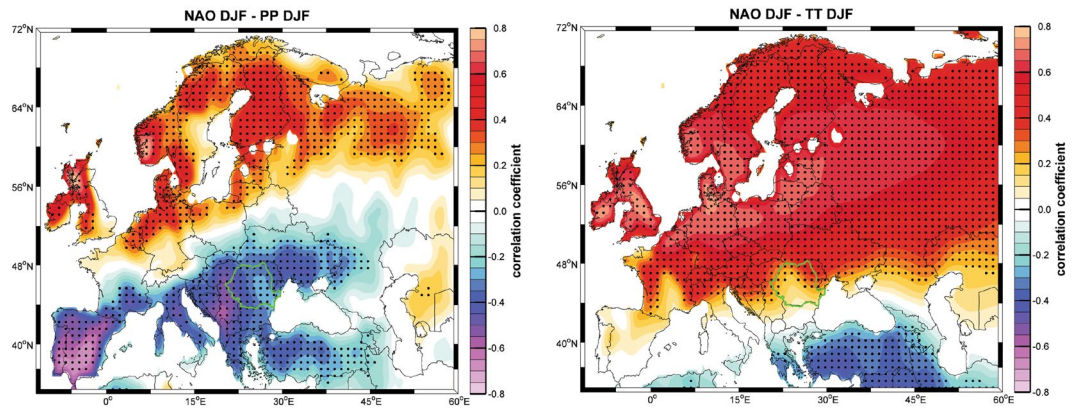 NAO DJF - PP DJF
72°N
64°N
56°N
48°N
40°N
0°
15°E
30°E
45°E
60°E
0.8
0.6
0.4
0.2
0.0
-0.2
-0.4
-0.6
-0.8
correlation coefficient
NAO DJF - TT DJF
72°N
64°N
56°N
48°N
40°N
0°
15°E
30°E
45°E
60°E
0.8
0.6
0.4
0.2
0.0
-0.2
-0.4
-0.6
-0.8
correlation coefficient